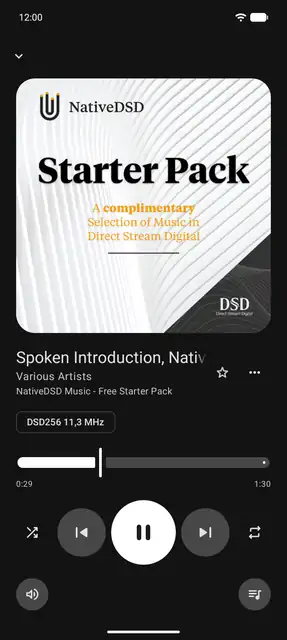 12:00
NativeDSD
Starter Pack
A complimentary
Selection of Music in
Direct Stream Digital
DSD
Direct Stream Digital
Spoken Introduction, Nativ
Various Artists
NativeDSD Music - Free Starter Pack
DSD256 11,3 MHz
0:29
1:30